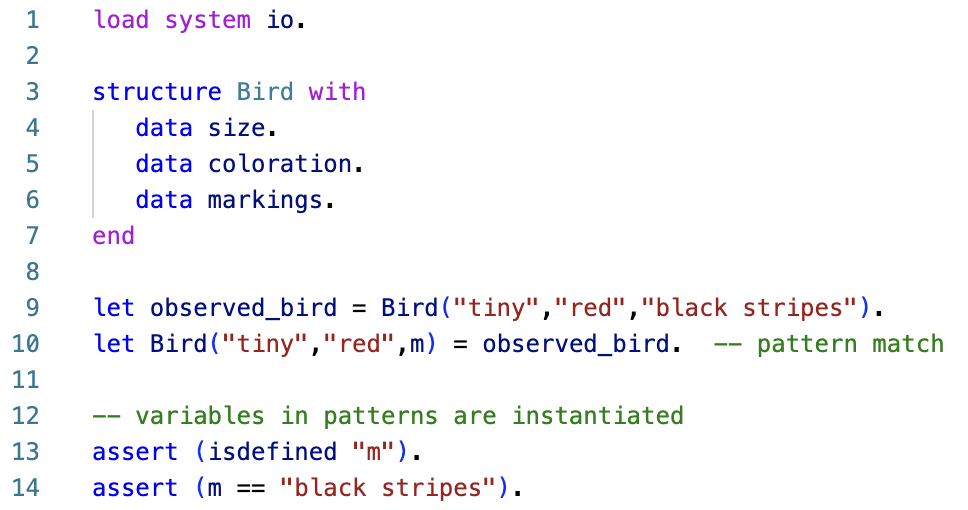 1 load system io.
2
3 structure Bird with
4 data size.
5 data coloration.
6 data markings.
7 end
8
9 let observed_bird = Bird("tiny","red","black stripes").
10 let Bird("tiny","red",m) = observed_bird.  -- pattern match
11
12 -- variables in patterns are instantiated
13 assert (isdefined "m").
14 assert (m == "black stripes").